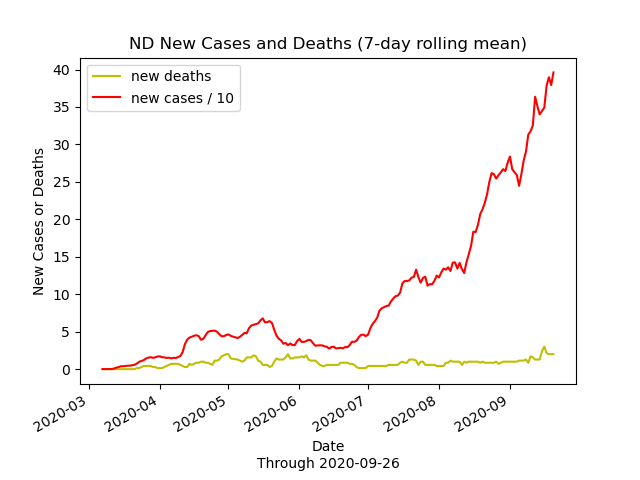 ND New Cases and Deaths (7-day rolling mean)
new deaths
new cases / 10
New Cases or Deaths
40
35
30
25
20
15
10
5
0
2020-03
2020-04
2020-05
2020-06
2020-07
2020-08
2020-09
Date
Through 2020-09-26